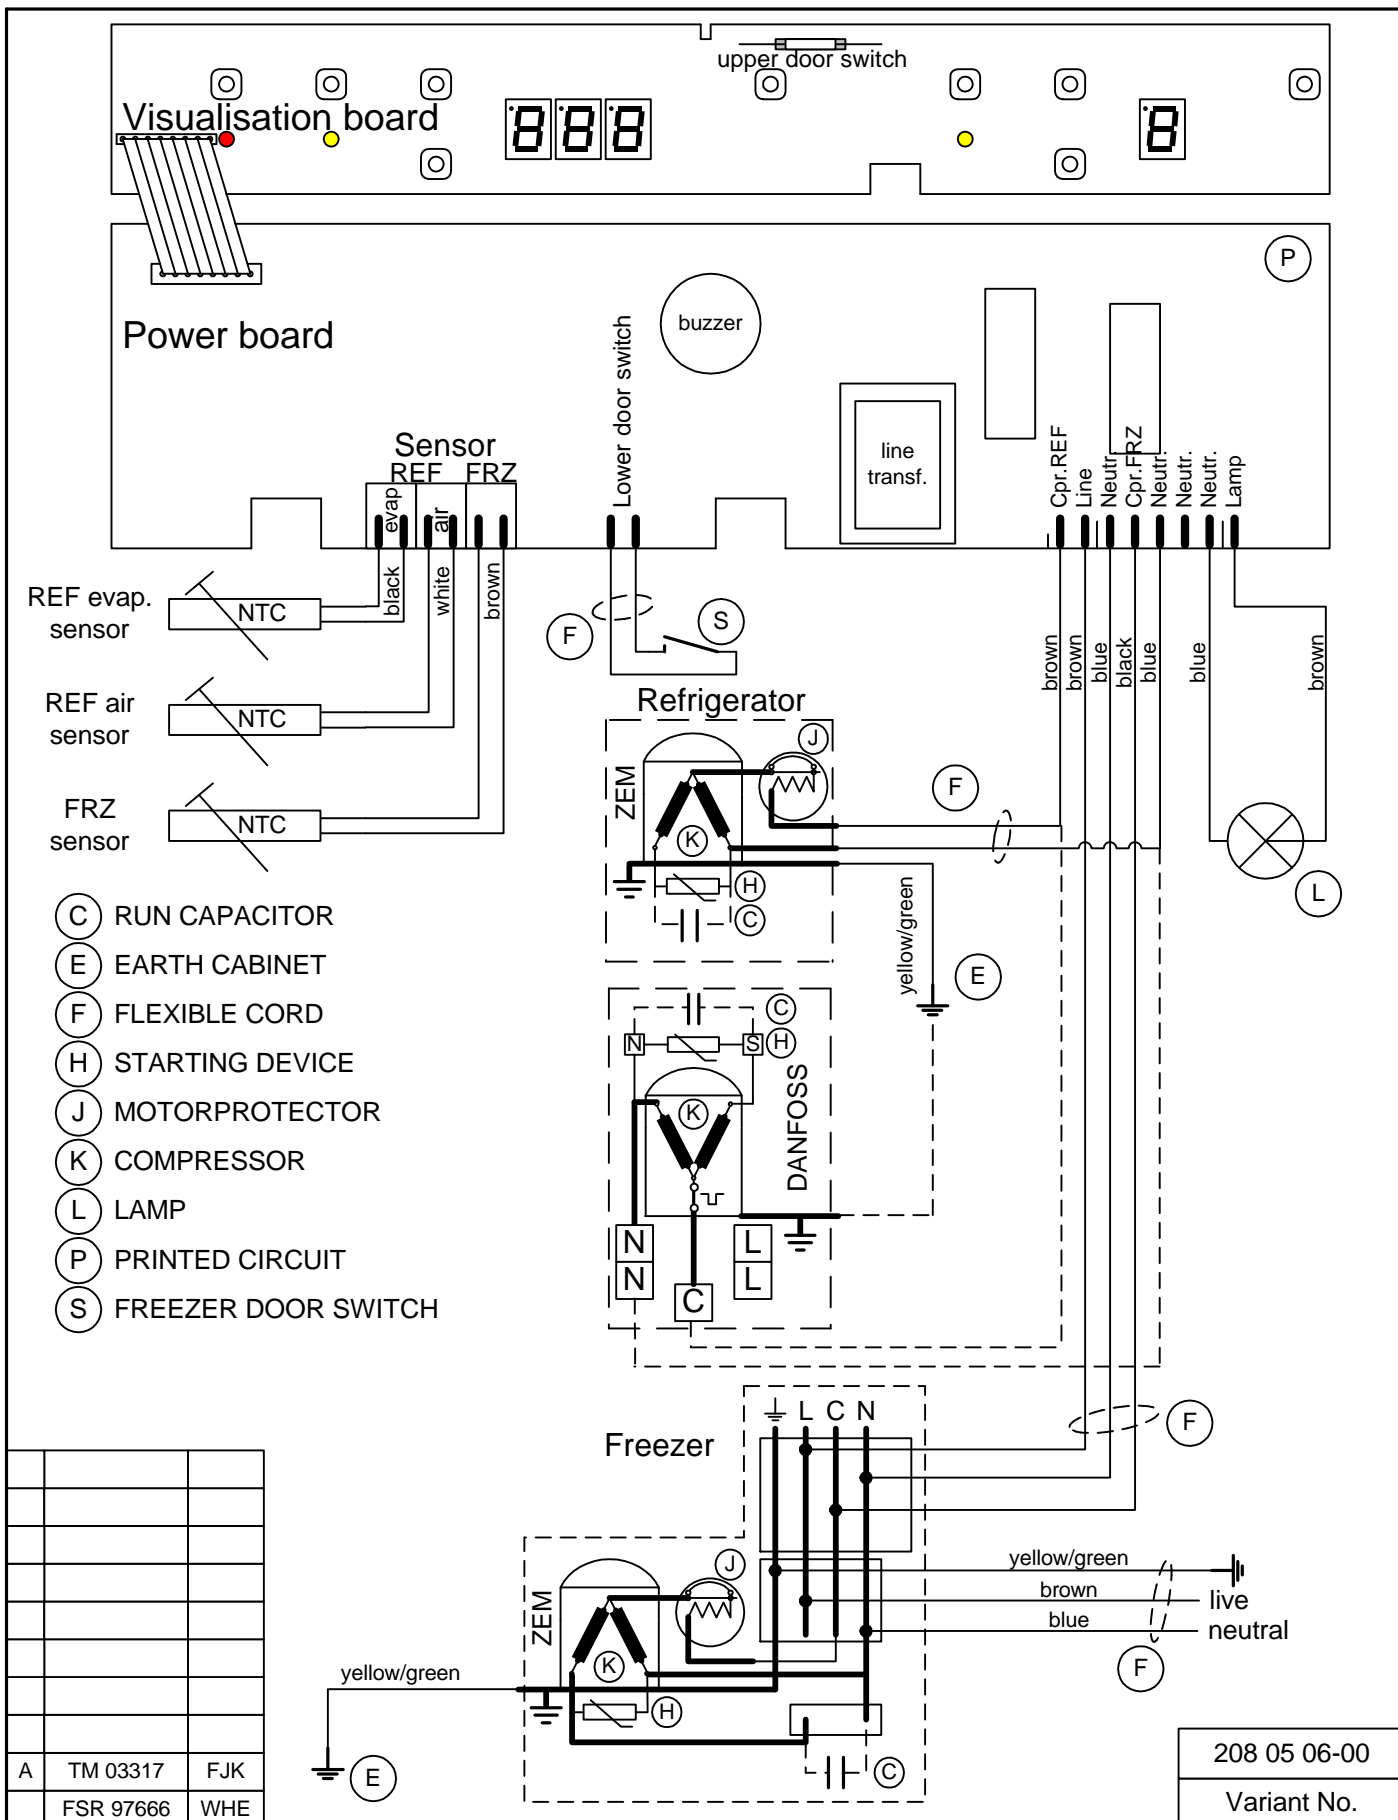 upper door switch
Visualisation board
8 8 8
8
P
Power board
buzzer
Lower door switch
line
transf.
Sensor
REF FRZ
evap
air
Cpr.REF
Line
Neutr.
Cpr.FRZ
Neutr.
Neutr.
Neutr.
Lamp
REF evap.
sensor
NTC
black
white
brown
F
S
brown
brown
blue
black
blue
blue
brown
REF air
sensor
NTC
FRZ
sensor
NTC
Refrigerator
ZEM
J
K
H
C
F
L
yellow/green
E
C RUN CAPACITOR
E EARTH CABINET
F FLEXIBLE CORD
H STARTING DEVICE
J MOTORPROTECTOR
K COMPRESSOR
L LAMP
P PRINTED CIRCUIT
S FREEZER DOOR SWITCH
C
N S H
K
DANFOSS
N L
N L
C
Freezer
L C N
F
ZEM
J
K
H
C
yellow/green
brown
live
blue
neutral
F
yellow/green
E
A TM 03317 FJK
FSR 97666 WHE
208 05 06-00
Variant No.